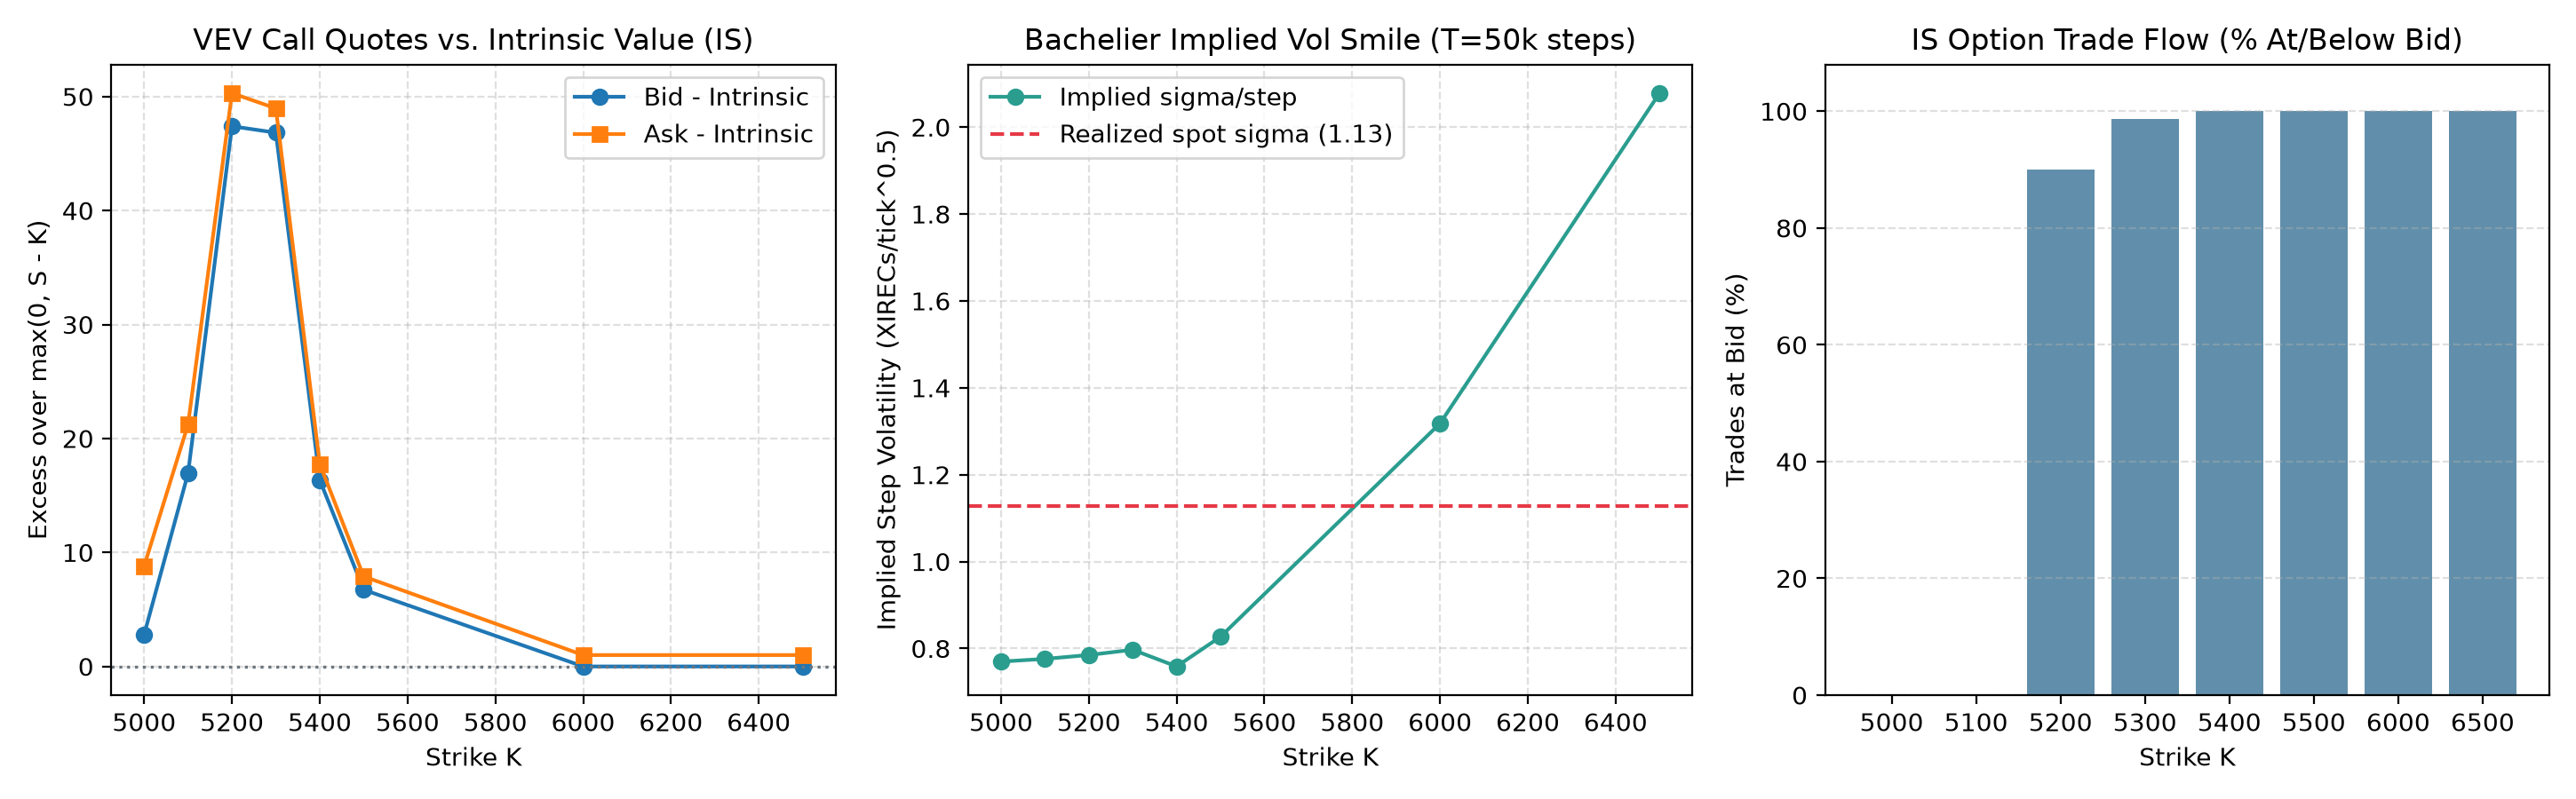 VEV Call Quotes vs. Intrinsic Value (IS)
Excess over max(0, S - K)
50
40
30
20
10
0
Bid - Intrinsic
Ask - Intrinsic
5000 5200 5400 5600 5800 6000 6200 6400
Strike K
Bachelier Implied Vol Smile (T=50k steps)
Implied Step Volatility (XIRECs/tick^0.5)
2.0
1.8
1.6
1.4
1.2
1.0
0.8
Implied sigma/step
Realized spot sigma (1.13)
5000 5200 5400 5600 5800 6000 6200 6400
Strike K
IS Option Trade Flow (% At/Below Bid)
Trades at Bid (%)
100
80
60
40
20
0
5000 5100 5200 5300 5400 5500 6000 6500
Strike K